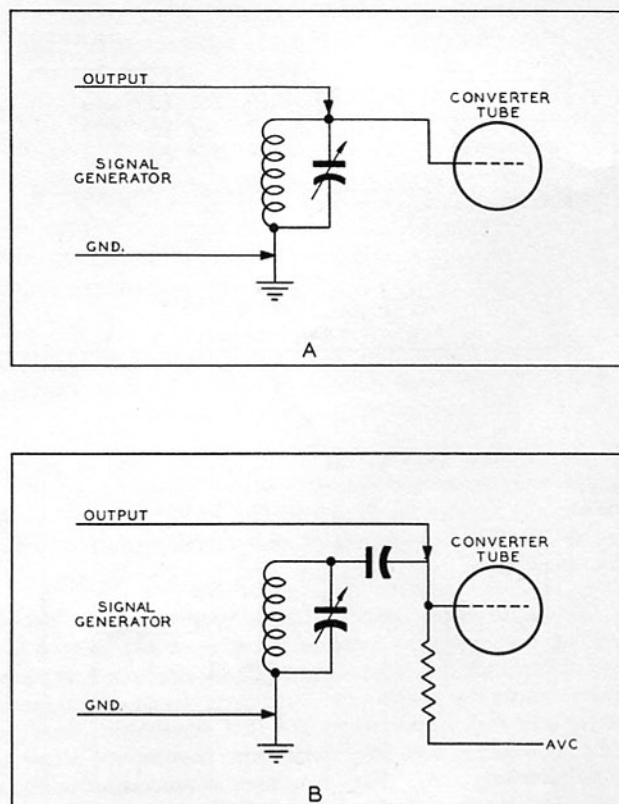 OUTPUT
CONVERTER
TUBE
SIGNAL
GENERATOR
GND.
A
OUTPUT
CONVERTER
TUBE
SIGNAL
GENERATOR
GND.
AVC
B